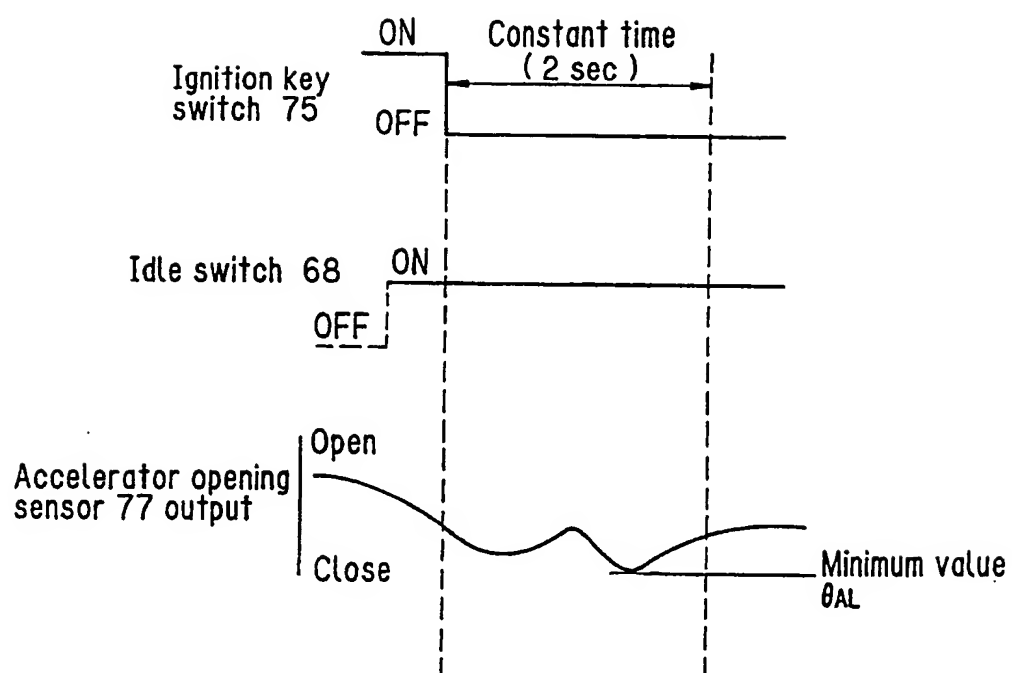 ON
Constant time
( 2 sec )
Ignition key
switch 75
OFF
Idle switch 68
ON
OFF
Open
Accelerator opening
sensor 77 output
Close
Minimum value
θAL